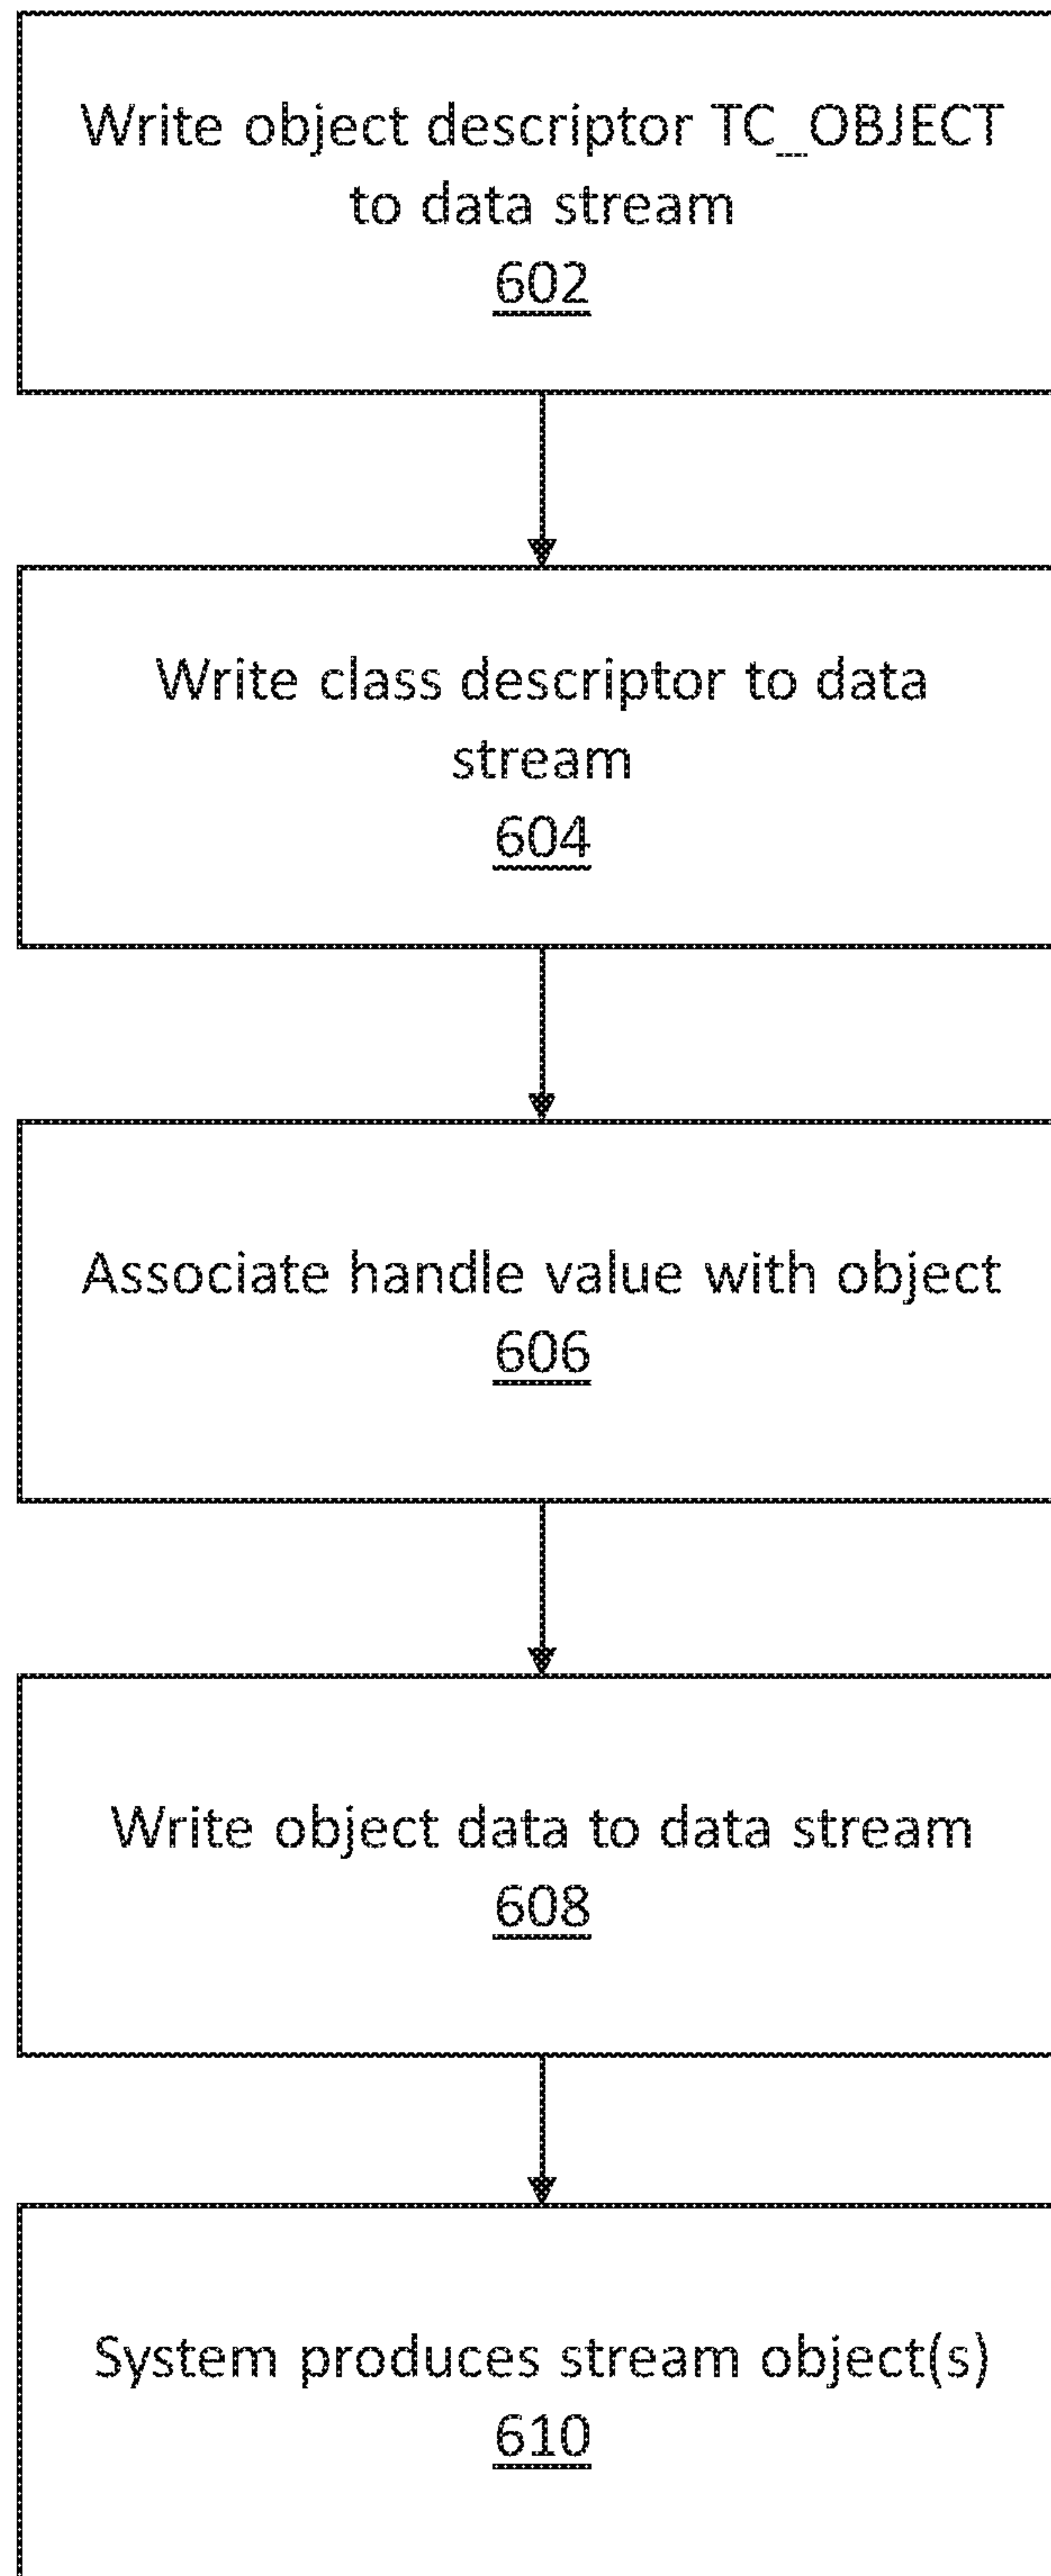 Write object descriptor TC_OBJECT
to data stream
602
Write class descriptor to data
stream
604
Associate handle value with object
606
Write object data to data stream
608
System produces stream object(s)
610